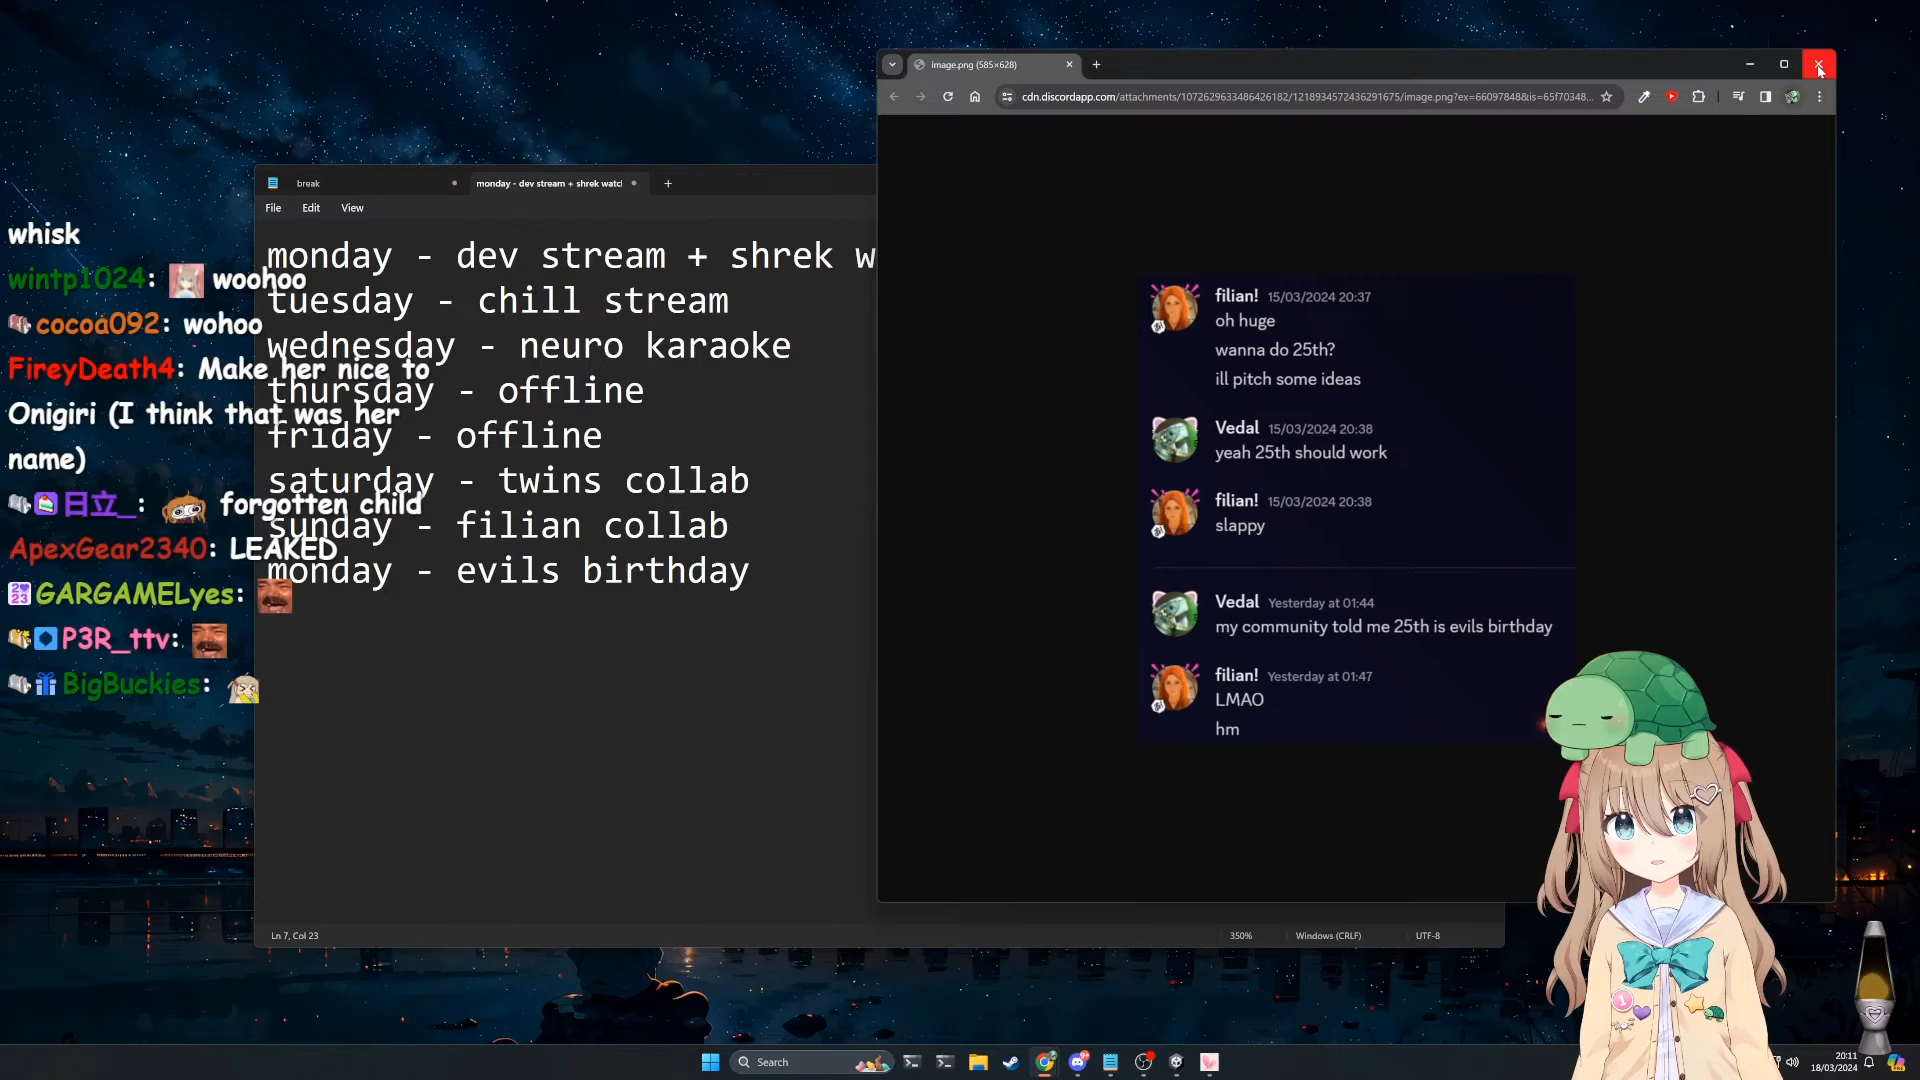 image.png (585×628)
cdn.discordapp.com/attachments/1072629633486426182/1218934572436291675/image.png?ex=66097848&is=65f70348...
break
monday - dev stream + shrek watcl
File
Edit
View
monday - dev stream + shrek w
tuesday - chill stream
wednesday - neuro karaoke
thursday - offline
friday - offline
saturday - twins collab
sunday - filian collab
monday - evils birthday
whisk
wintp1024: woohoo
cocoa092: wohoo
FireyDeath4: Make her nice to
Onigiri (I think that was her
name)
日立_: forgotten child
ApexGear2340: LEAKED
GARGAMELyes:
P3R_ttv:
BigBuckies:
filian! 15/03/2024 20:37
oh huge
wanna do 25th?
ill pitch some ideas
Vedal 15/03/2024 20:38
yeah 25th should work
filian! 15/03/2024 20:38
slappy
Vedal Yesterday at 01:44
my community told me 25th is evils birthday
filian! Yesterday at 01:47
LMAO
hm
Ln 7, Col 23
350%
Windows (CRLF)
UTF-8
Search
20:11
18/03/2024